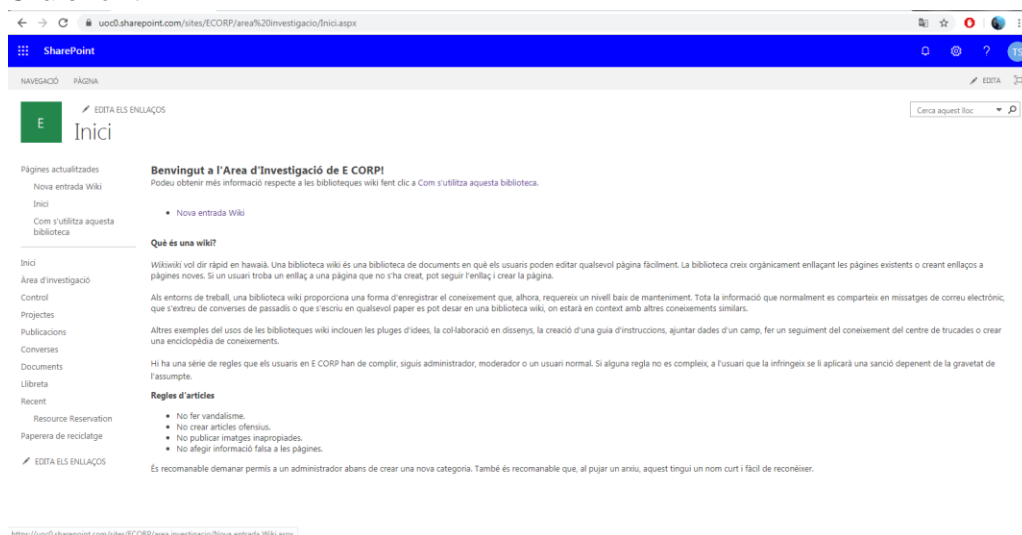 uoc0.sharepoint.com/sites/ECORP/area%20investigacio/Inici.aspx
SharePoint
?
TS
NAVEGACIÓ PÀGINA
EDITA
E
EDITA ELS ENLLAÇOS
Inici
Cerca aquest lloc
Pàgines actualitzades
Nova entrada Wiki
Inici
Com s'utilitza aquesta
biblioteca
Inici
Àrea d'investigació
Control
Projectes
Publicacions
Converses
Documents
Llibreta
Recent
Resource Reservation
Paperera de reciclatge
EDITA ELS ENLLAÇOS
Benvingut a l'Area d'Investigació de E CORP!
Podeu obtenir més informació respecte a les biblioteques wiki fent clic a Com s'utilitza aquesta biblioteca.
• Nova entrada Wiki
Què és una wiki?
Wikiwiki vol dir ràpid en hawaià. Una biblioteca wiki és una biblioteca de documents en què els usuaris poden editar qualsevol pàgina fàcilment. La biblioteca creix orgànicament enllaçant les pàgines existents o creant enllaços a
pàgines noves. Si un usuari troba un enllaç a una pàgina que no s'ha creat, pot seguir l'enllaç i crear la pàgina.
Als entorns de treball, una biblioteca wiki proporciona una forma d'enregistrar el coneixement que, alhora, requereix un nivell baix de manteniment. Tota la informació que normalment es comparteix en missatges de correu electrònic,
que s'extreu de converses de passadís o que s'escriu en qualsevol paper es pot desar en una biblioteca wiki, on estarà en context amb altres coneixements similars.
Altres exemples del usos de les biblioteques wiki inclouen les pluges d'idees, la col·laboració en dissenys, la creació d'una guia d'instruccions, ajuntar dades d'un camp, fer un seguiment del coneixement del centre de trucades o crear
una enciclopèdia de coneixements.
Hi ha una sèrie de regles que els usuaris en E CORP han de complir, siguis administrador, moderador o un usuari normal. Si alguna regla no es compleix, a l'usuari que la infringeix se li aplicarà una sanció depenent de la gravetat de
l'assumpte.
Regles d'articles
• No fer vandalisme.
• No crear articles ofensius.
• No publicar imatges inapropiades.
• No afegir informació falsa a les pàgines.
És recomanable demanar permís a un administrador abans de crear una nova categoria. També és recomanable que, al pujar un arxiu, aquest tingui un nom curt i fàcil de reconèixer.
https://uoc0.sharepoint.com/sites/ECORP/area investigacio/Nova entrada Wiki.aspx